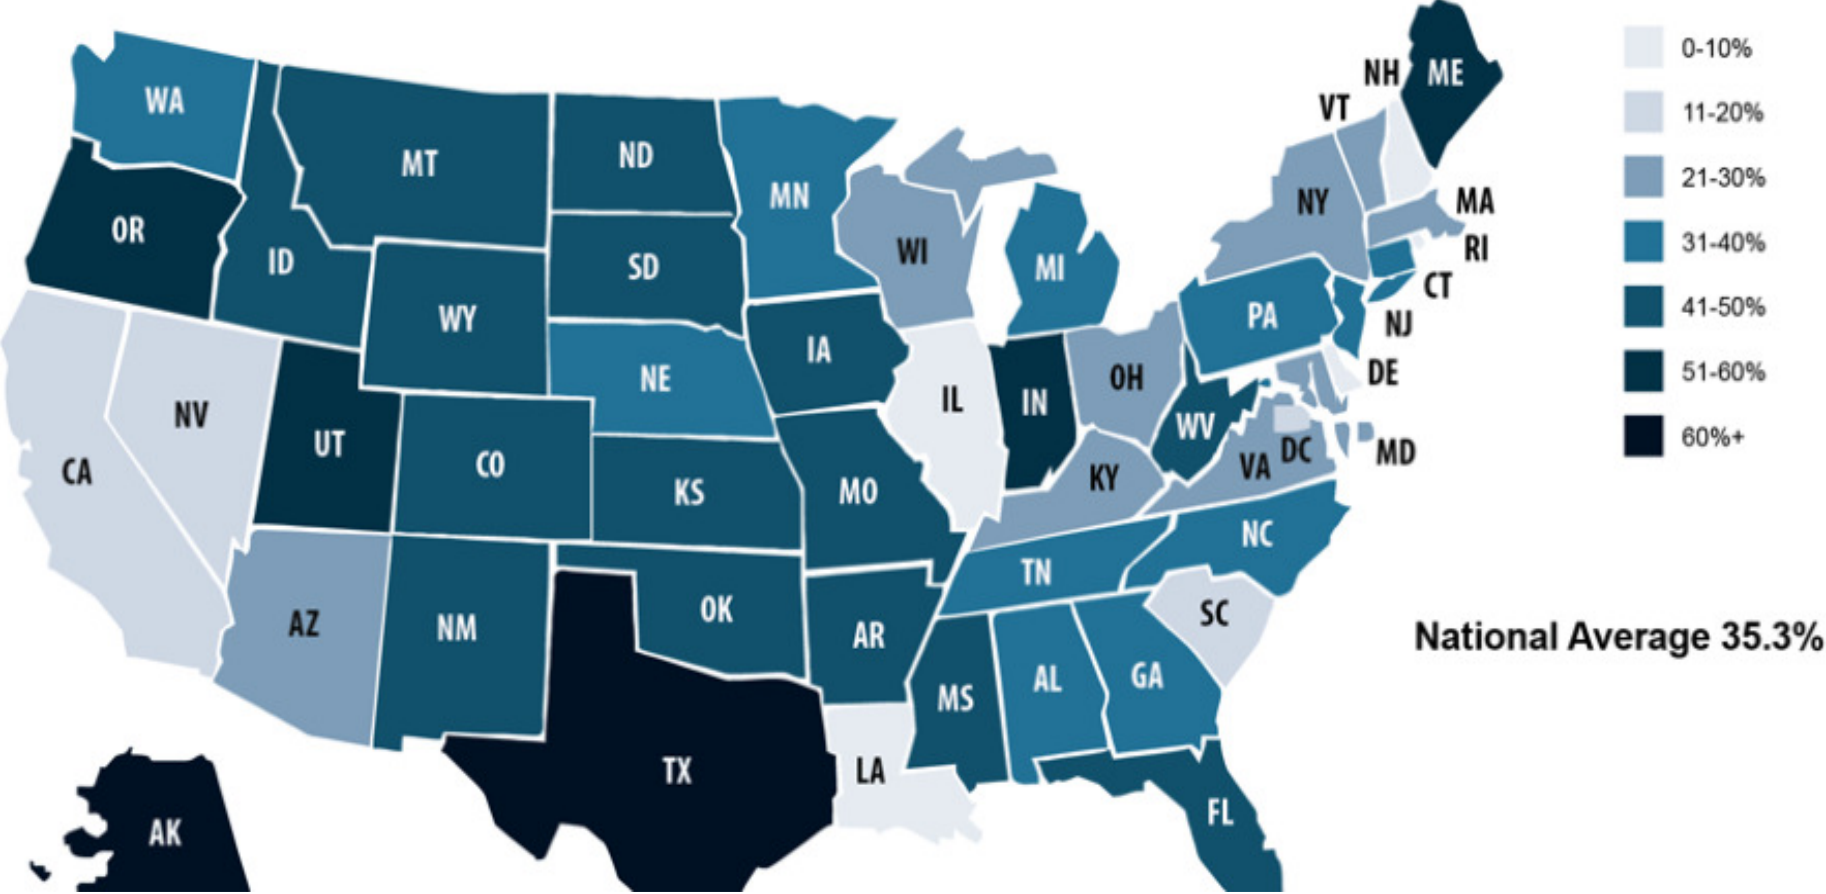 ME
NH
VT
WA
MT
ND
MN
OR
ID
SD
WI
MI
NY
MA
RI
CT
WY
IA
NE
PA
NJ
NV
UT
CO
IL
IN
OH
WV
DE
CA
KS
MO
KY
VA
DC
MD
AZ
NM
OK
AR
TN
NC
SC
MS
AL
GA
TX
LA
FL
AK
0-10%
11-20%
21-30%
31-40%
41-50%
51-60%
60%+
National Average 35.3%